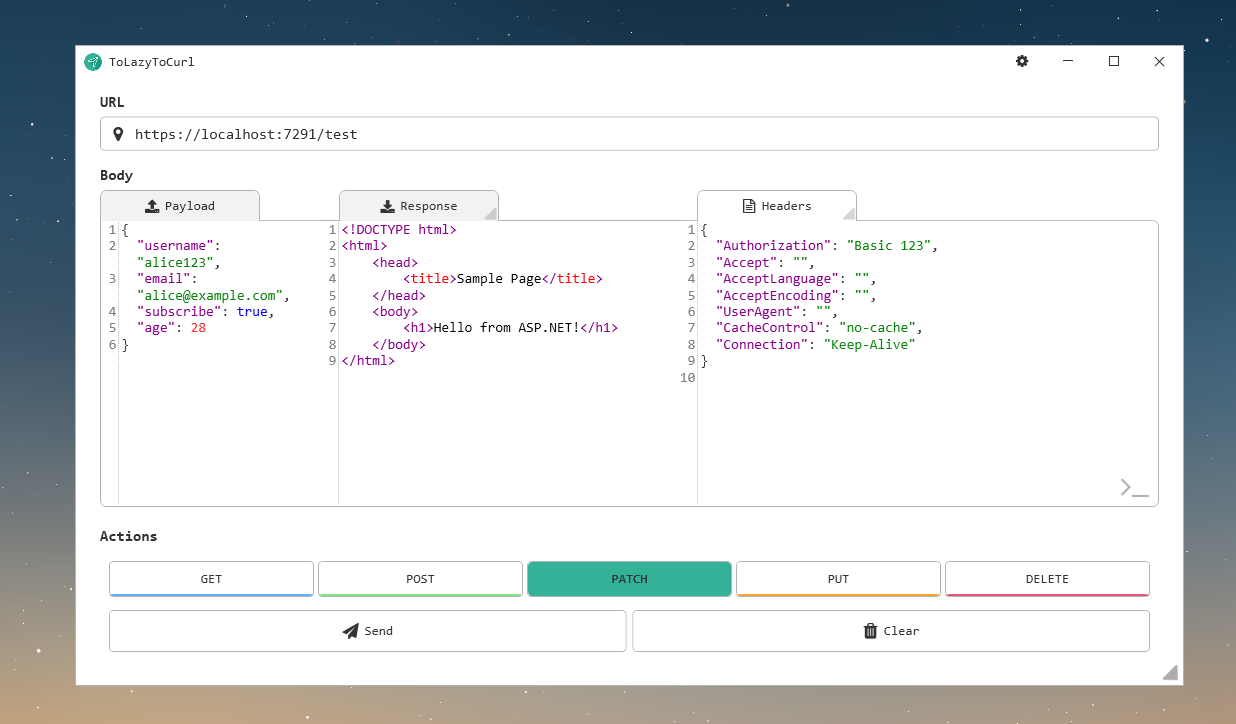 ToLazyToCurl
URL
https://localhost:7291/test
Body
Payload
1 {
2   "username":
  "alice123",
3   "email":
  "alice@example.com",
4   "subscribe": true,
5   "age": 28
6 }
Response
1 <!DOCTYPE html>
2 <html>
3     <head>
4         <title>Sample Page</title>
5     </head>
6     <body>
7         <h1>Hello from ASP.NET!</h1>
8     </body>
9 </html>
Headers
1 {
2   "Authorization": "Basic 123",
3   "Accept": "",
4   "AcceptLanguage": "",
5   "AcceptEncoding": "",
6   "UserAgent": "",
7   "CacheControl": "no-cache",
8   "Connection": "Keep-Alive"
9 }
10
Actions
GET POST PATCH PUT DELETE
Send Clear